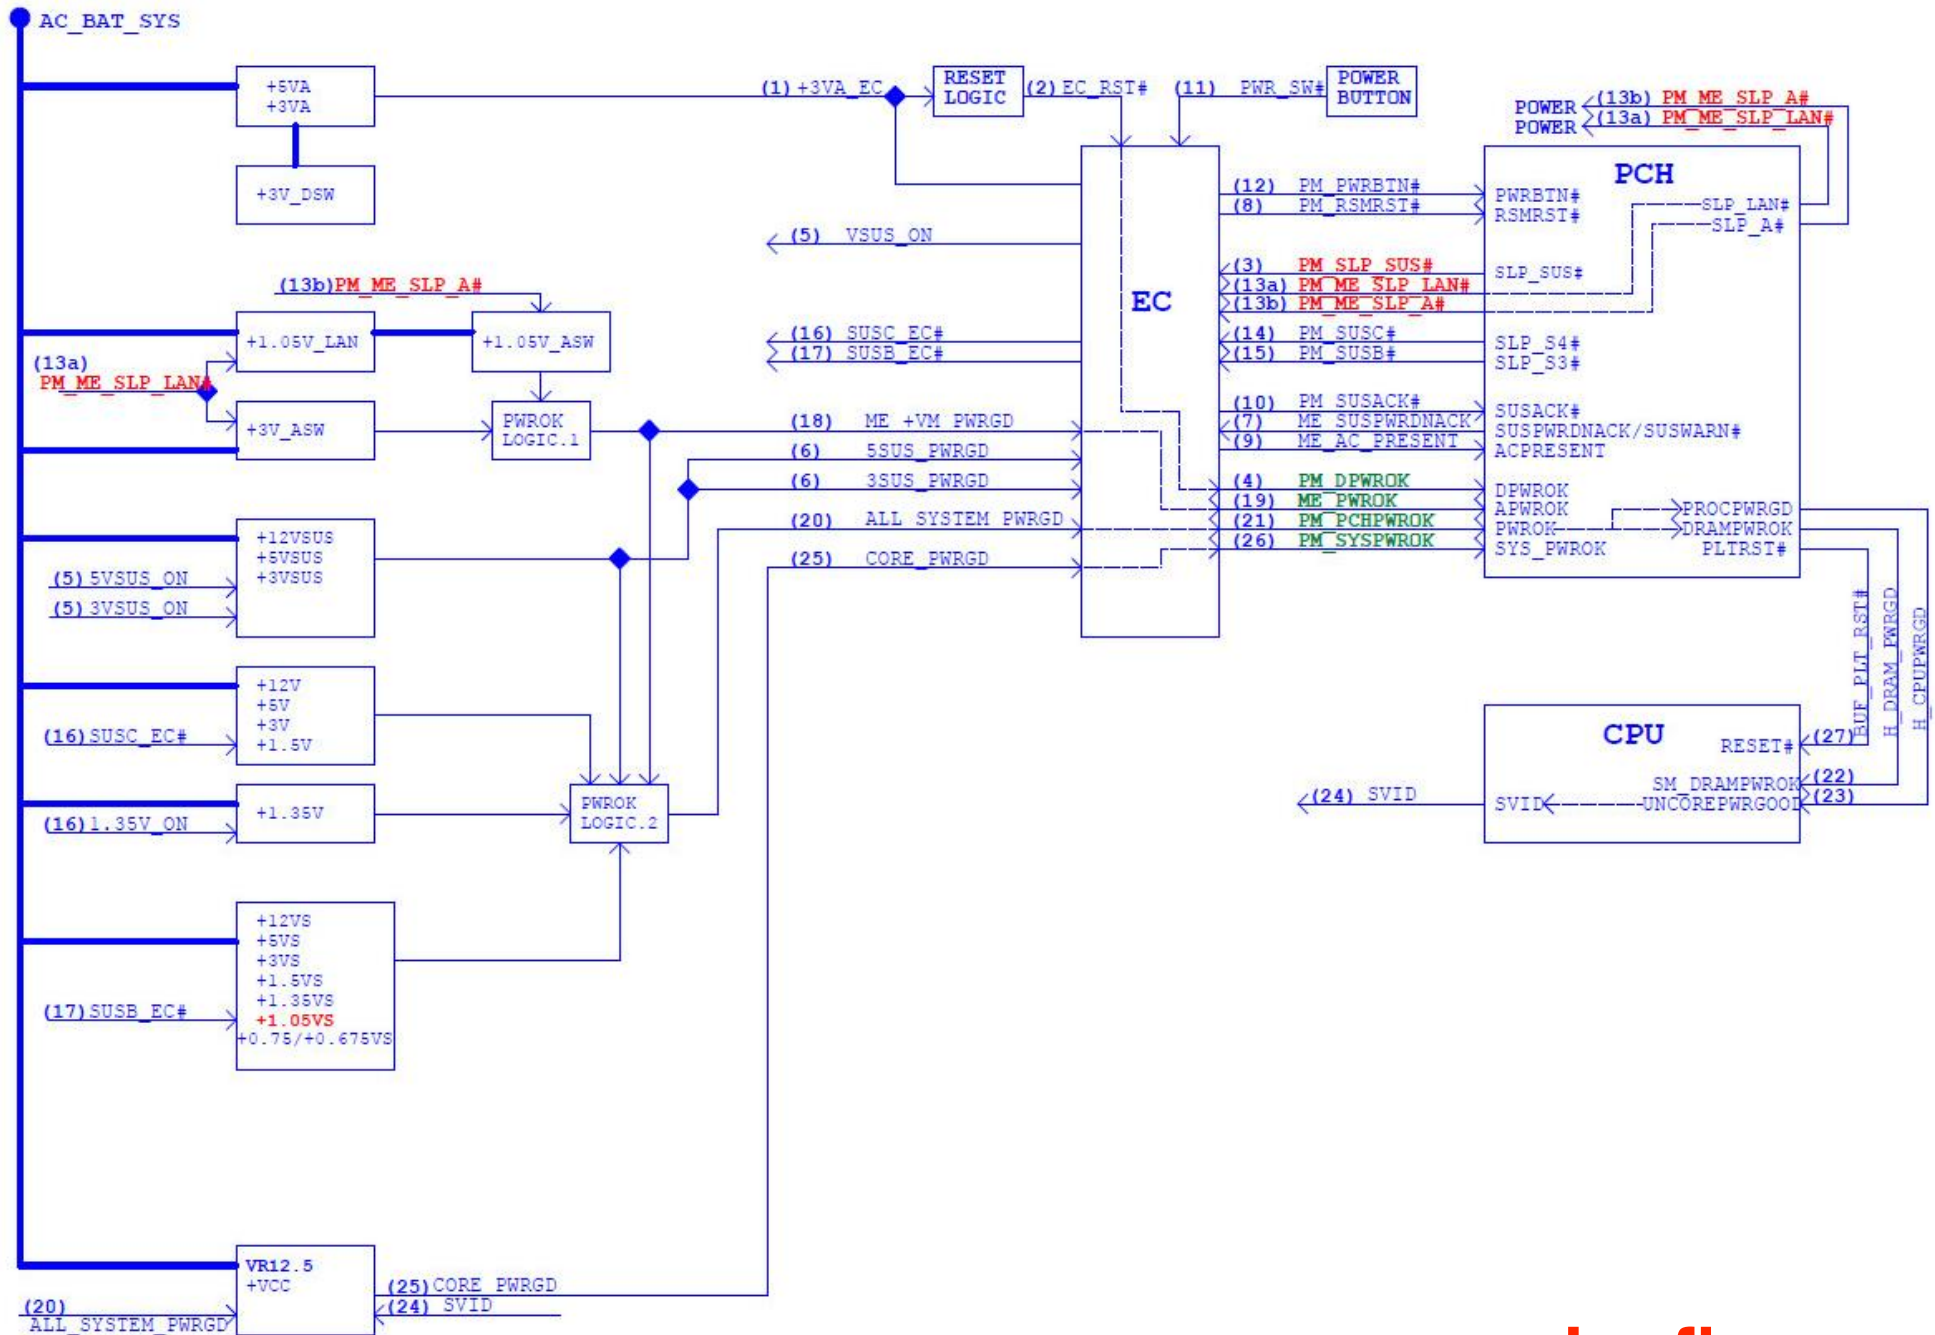 AC_BAT_SYS
+5VA
+3VA
(1) +3VA_EC
RESET
LOGIC
(2) EC_RST#
(11) PWR_SW#
POWER
BUTTON
POWER (13b) PM_ME_SLP_A#
POWER (13a) PM_ME_SLP_LAN#
+3V_DSW
PCH
(12) PM_PWRBTN# PWRBTN#
(8) PM_RSMRST# RSMRST#
SLP_LAN#
SLP_A#
(5) VSUS_ON
EC
(3) PM_SLP_SUS# SLP_SUS#
(13a) PM_ME_SLP_LAN#
(13b) PM_ME_SLP_A#
(13b) PM_ME_SLP_A#
+1.05V_LAN
+1.05V_ASW
(16) SUSC_EC#
(17) SUSB_EC#
(14) PM_SUSC# SLP_S4#
(15) PM_SUSB# SLP_S3#
(13a)
PM_ME_SLP_LAN#
+3V_ASW
PWROK
LOGIC.1
(18) ME_+VM_PWRGD
(6) 5SUS_PWRGD
(6) 3SUS_PWRGD
(20) ALL_SYSTEM_PWRGD
(25) CORE_PWRGD
(10) PM_SUSACK# SUSACK#
(7) ME_SUSPWRDNACK SUSPWRDNACK/SUSWARN#
(9) ME_AC_PRESENT ACPRESENT
(4) PM_DPWROK DPWROK
(19) ME_PWROK APWROK
(21) PM_PCHPWROK PWROK
(26) PM_SYSPWROK SYS_PWROK
PROCPWRGD
DRAMPWROK
PLTRST#
+12VSUS
+5VSUS
+3VSUS
(5) 5VSUS_ON
(5) 3VSUS_ON
BUF_PLT_RST#
H_DRAM_PWRGD
H_CPUPWRGD
+12V
+5V
+3V
+1.5V
(16) SUSC_EC#
CPU
RESET# (27)
SM_DRAMPWROK (22)
UNCOREPWRGOOD (23)
SVID
(24) SVID
+1.35V
(16) 1.35V_ON
PWROK
LOGIC.2
+12VS
+5VS
+3VS
+1.5VS
+1.35VS
+1.05VS
+0.75/+0.675VS
(17) SUSB_EC#
VR12.5
+VCC
(25) CORE_PWRGD
(24) SVID
(20)
ALL_SYSTEM_PWRGD